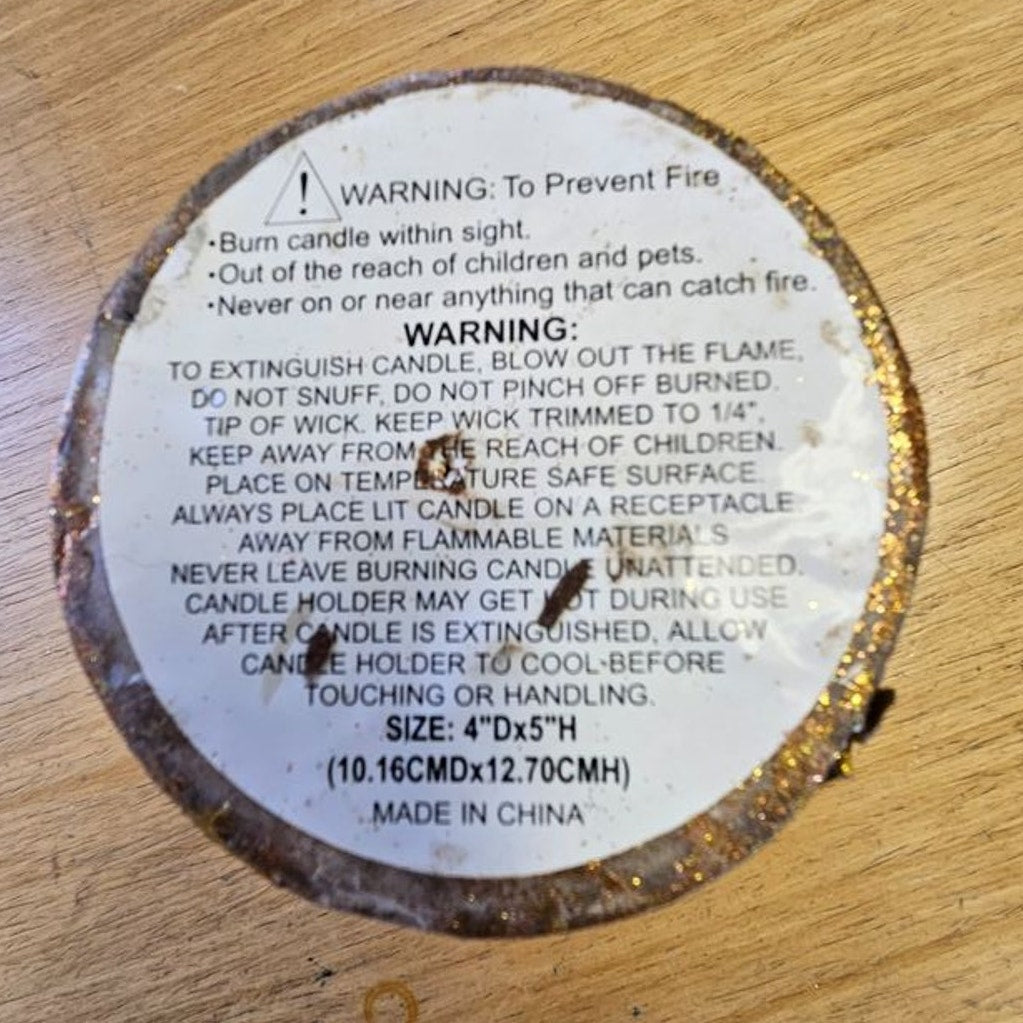 WARNING: To Prevent Fire
•Burn candle within sight.
•Out of the reach of children and pets.
•Never on or near anything that can catch fire.
WARNING:
TO EXTINGUISH CANDLE, BLOW OUT THE FLAME,
DO NOT SNUFF, DO NOT PINCH OFF BURNED.
TIP OF WICK. KEEP WICK TRIMMED TO 1/4",
KEEP AWAY FROM THE REACH OF CHILDREN.
PLACE ON TEMPERATURE SAFE SURFACE.
ALWAYS PLACE LIT CANDLE ON A RECEPTACLE.
AWAY FROM FLAMMABLE MATERIALS
NEVER LEAVE BURNING CANDLE UNATTENDED.
CANDLE HOLDER MAY GET HOT DURING USE
AFTER CANDLE IS EXTINGUISHED, ALLOW
CANDLE HOLDER TO COOL BEFORE
TOUCHING OR HANDLING.
SIZE: 4"Dx5"H
(10.16CMDx12.70CMH)
MADE IN CHINA